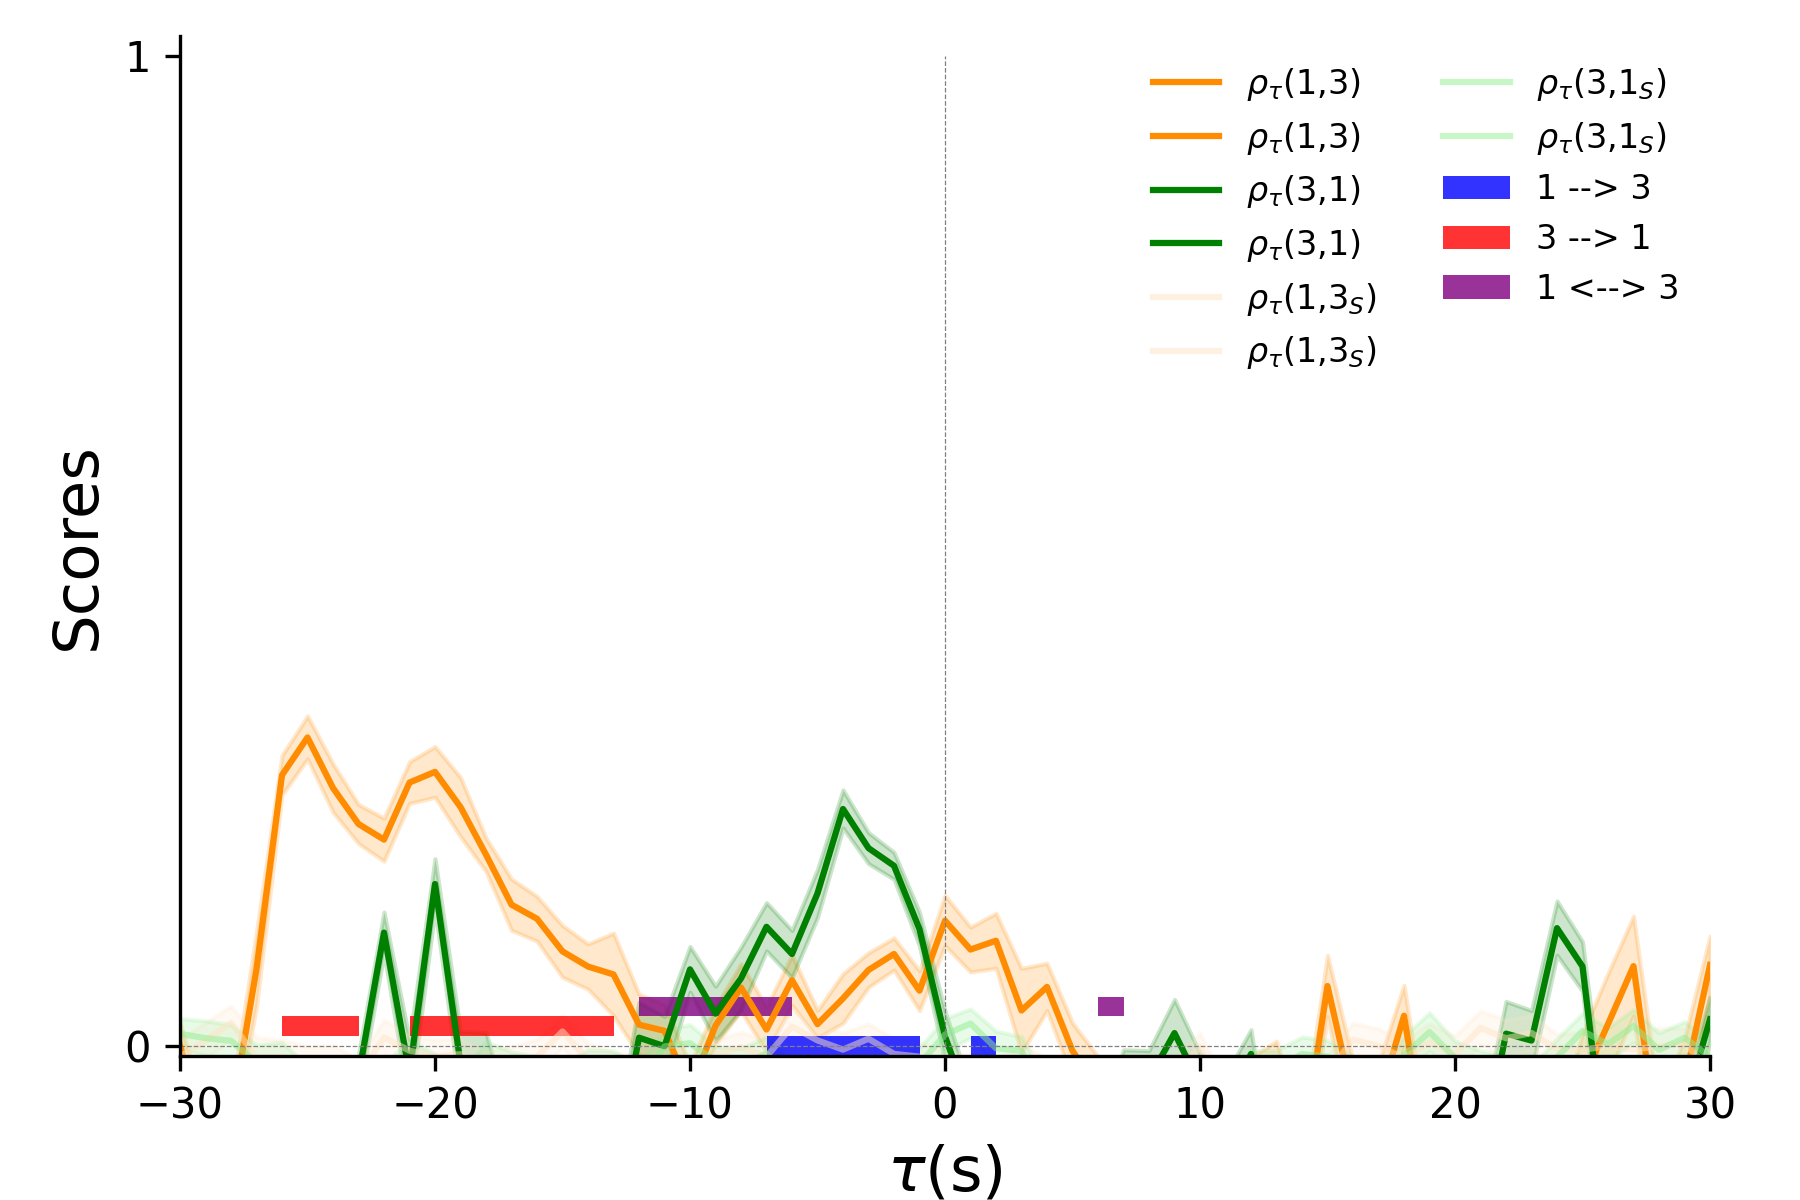 1
ρτ(1,3)
ρτ(1,3)
ρτ(3,1)
ρτ(3,1)
ρτ(1,3S)
ρτ(1,3S)
ρτ(3,1S)
ρτ(3,1S)
1 --> 3
3 --> 1
1 <--> 3
Scores
0
−30 −20 −10 0 10 20 30
τ(s)